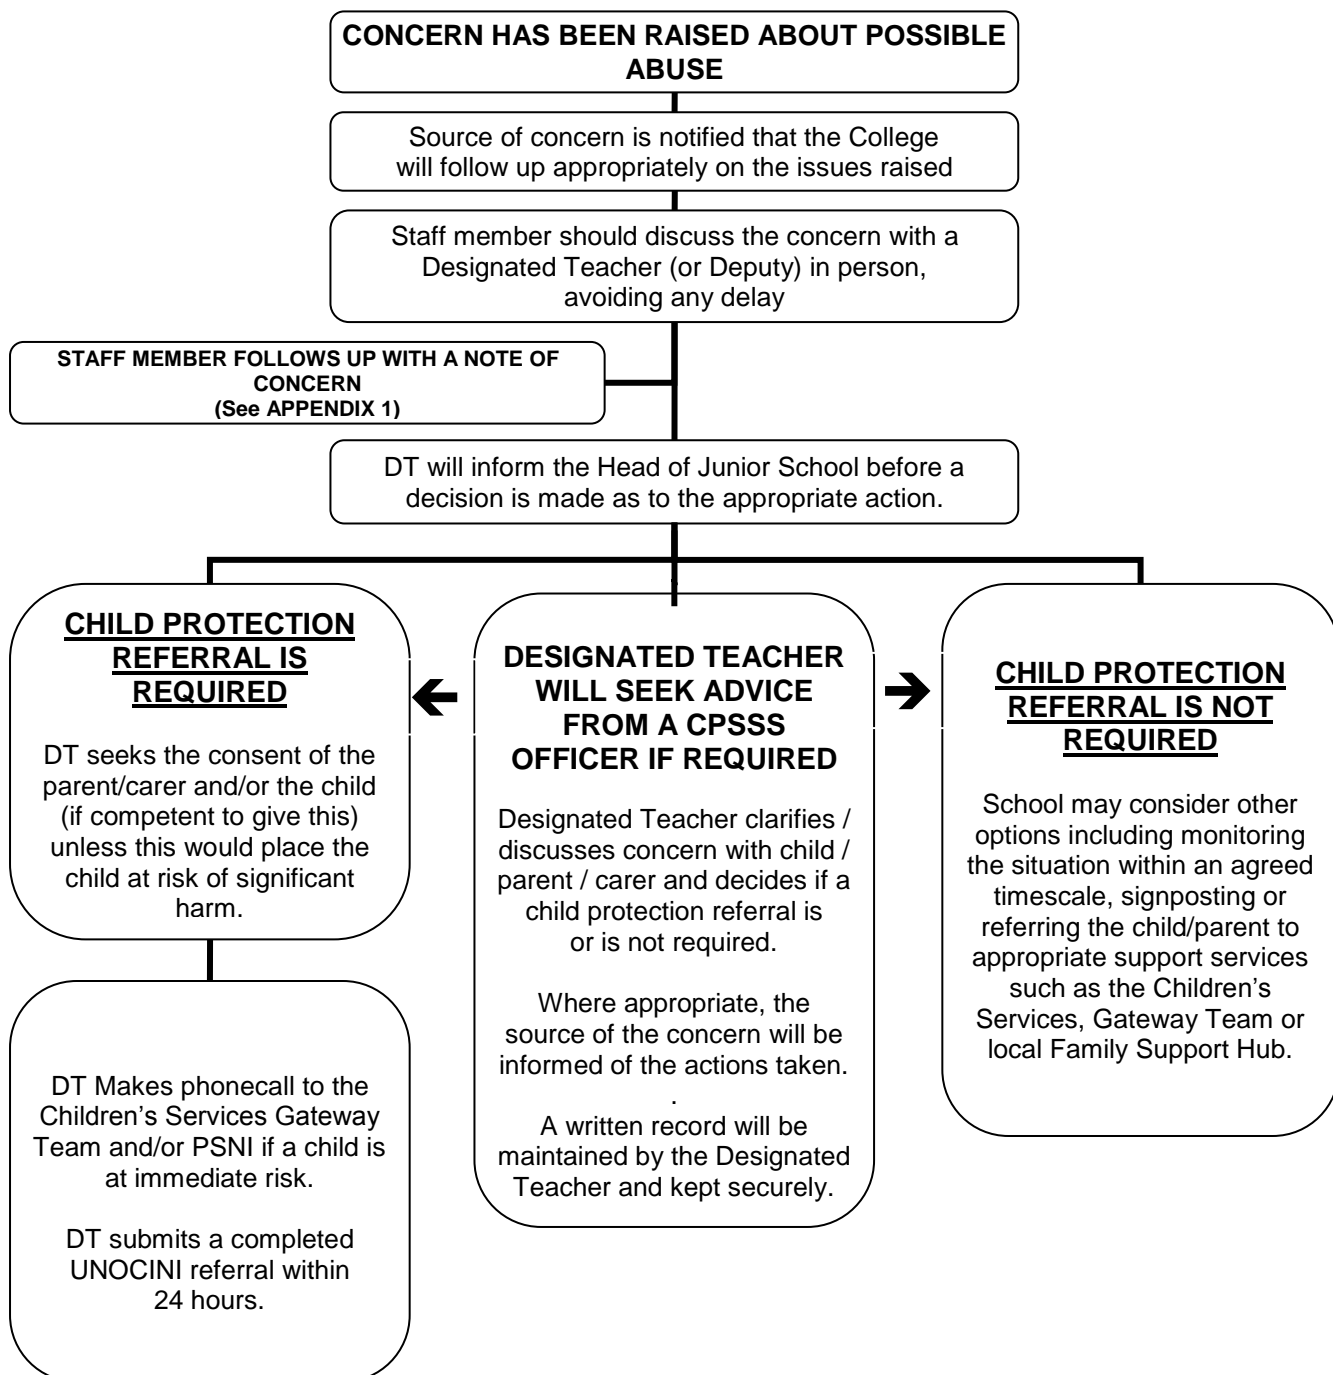 CONCERN HAS BEEN RAISED ABOUT POSSIBLE
ABUSE
Source of concern is notified that the College
will follow up appropriately on the issues raised
Staff member should discuss the concern with a
Designated Teacher (or Deputy) in person,
avoiding any delay
STAFF MEMBER FOLLOWS UP WITH A NOTE OF
CONCERN
(See APPENDIX 1)
DT will inform the Head of Junior School before a
decision is made as to the appropriate action.
CHILD PROTECTION
REFERRAL IS
REQUIRED
DT seeks the consent of the
parent/carer and/or the child
(if competent to give this)
unless this would place the
child at risk of significant
harm.
DT Makes phonecall to the
Children’s Services Gateway
Team and/or PSNI if a child is
at immediate risk.
DT submits a completed
UNOCINI referral within
24 hours.
DESIGNATED TEACHER
WILL SEEK ADVICE
FROM A CPSSS
OFFICER IF REQUIRED
Designated Teacher clarifies /
discusses concern with child /
parent / carer and decides if a
child protection referral is
or is not required.
Where appropriate, the
source of the concern will be
informed of the actions taken.
.
A written record will be
maintained by the Designated
Teacher and kept securely.
CHILD PROTECTION
REFERRAL IS NOT
REQUIRED
School may consider other
options including monitoring
the situation within an agreed
timescale, signposting or
referring the child/parent to
appropriate support services
such as the Children’s
Services, Gateway Team or
local Family Support Hub.